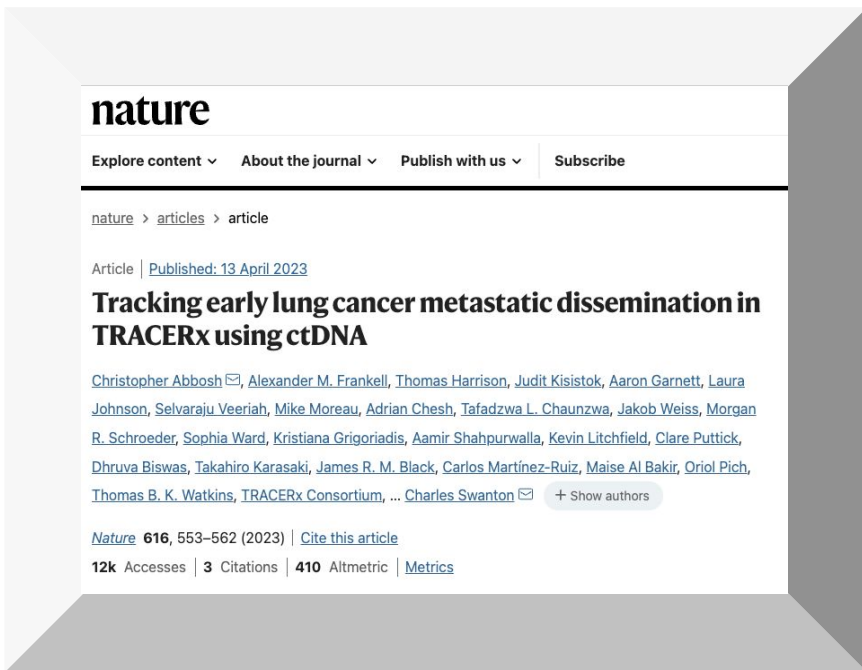 nature
Explore content About the journal Publish with us Subscribe
nature > articles > article
Article | Published: 13 April 2023
Tracking early lung cancer metastatic dissemination in
TRACERx using ctDNA
Christopher Abbosh, Alexander M. Frankell, Thomas Harrison, Judit Kisistok, Aaron Garnett, Laura
Johnson, Selvaraju Veeriah, Mike Moreau, Adrian Chesh, Tafadzwa L. Chaunzwa, Jakob Weiss, Morgan
R. Schroeder, Sophia Ward, Kristiana Grigoriadis, Aamir Shahpurwalla, Kevin Litchfield, Clare Puttick,
Dhruva Biswas, Takahiro Karasaki, James R. M. Black, Carlos Martínez-Ruiz, Maise Al Bakir, Oriol Pich,
Thomas B. K. Watkins, TRACERx Consortium, ... Charles Swanton + Show authors
Nature 616, 553–562 (2023) | Cite this article
12k Accesses | 3 Citations | 410 Altmetric | Metrics